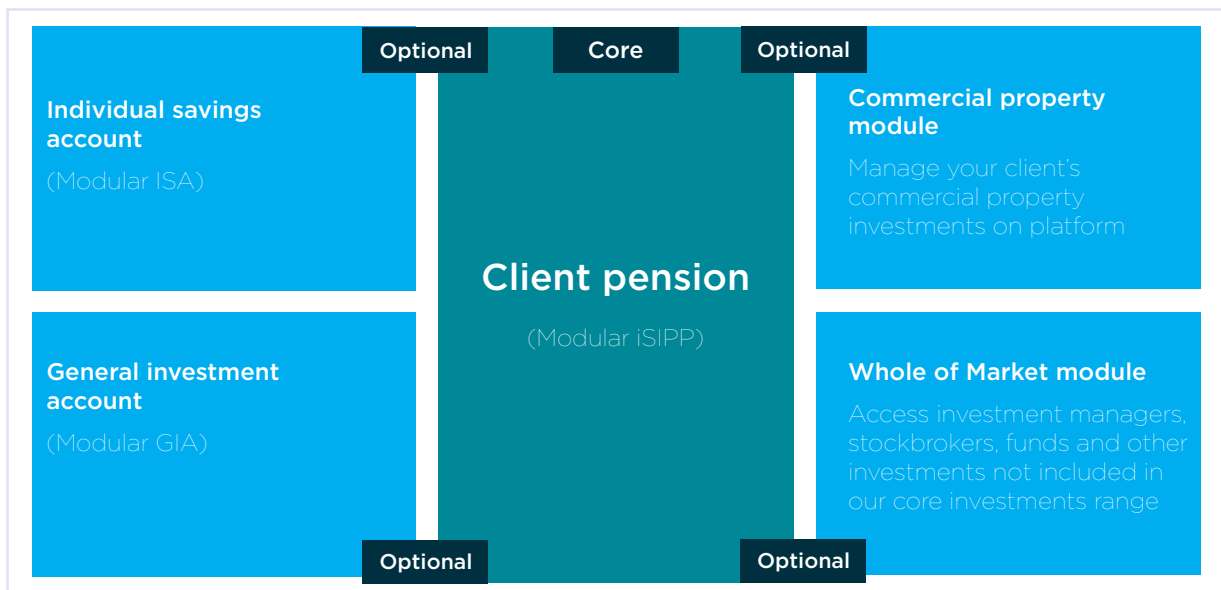 Optional
Core
Optional
Individual savings
account
(Modular ISA)
Client pension
(Modular iSIPP)
Commercial property
module
Manage your client's
commercial property
investments on platform
General investment
account
(Modular GIA)
Whole of Market module
Access investment managers,
stockbrokers, funds and other
investments not included in
our core investments range
Optional
Optional